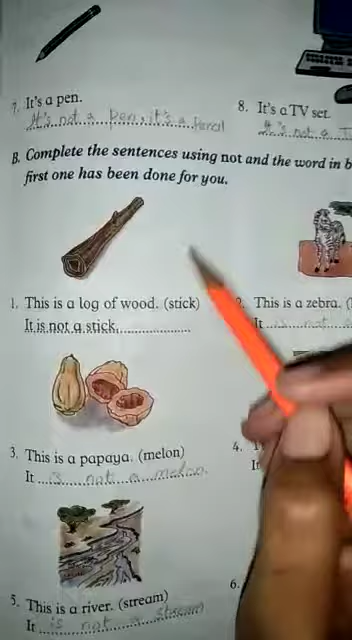 7. It's a pen.
It's not a pen, it's a pencil
8. It's a TV set.
It's not a
B. Complete the sentences using not and the word in
first one has been done for you.
1. This is a log of wood. (stick)
It is not a stick.
2. This is a zebra. (
It is not
3. This is a papaya. (melon)
It is not a melon
4.
It
5. This is a river. (stream)
It is not a stream
6.